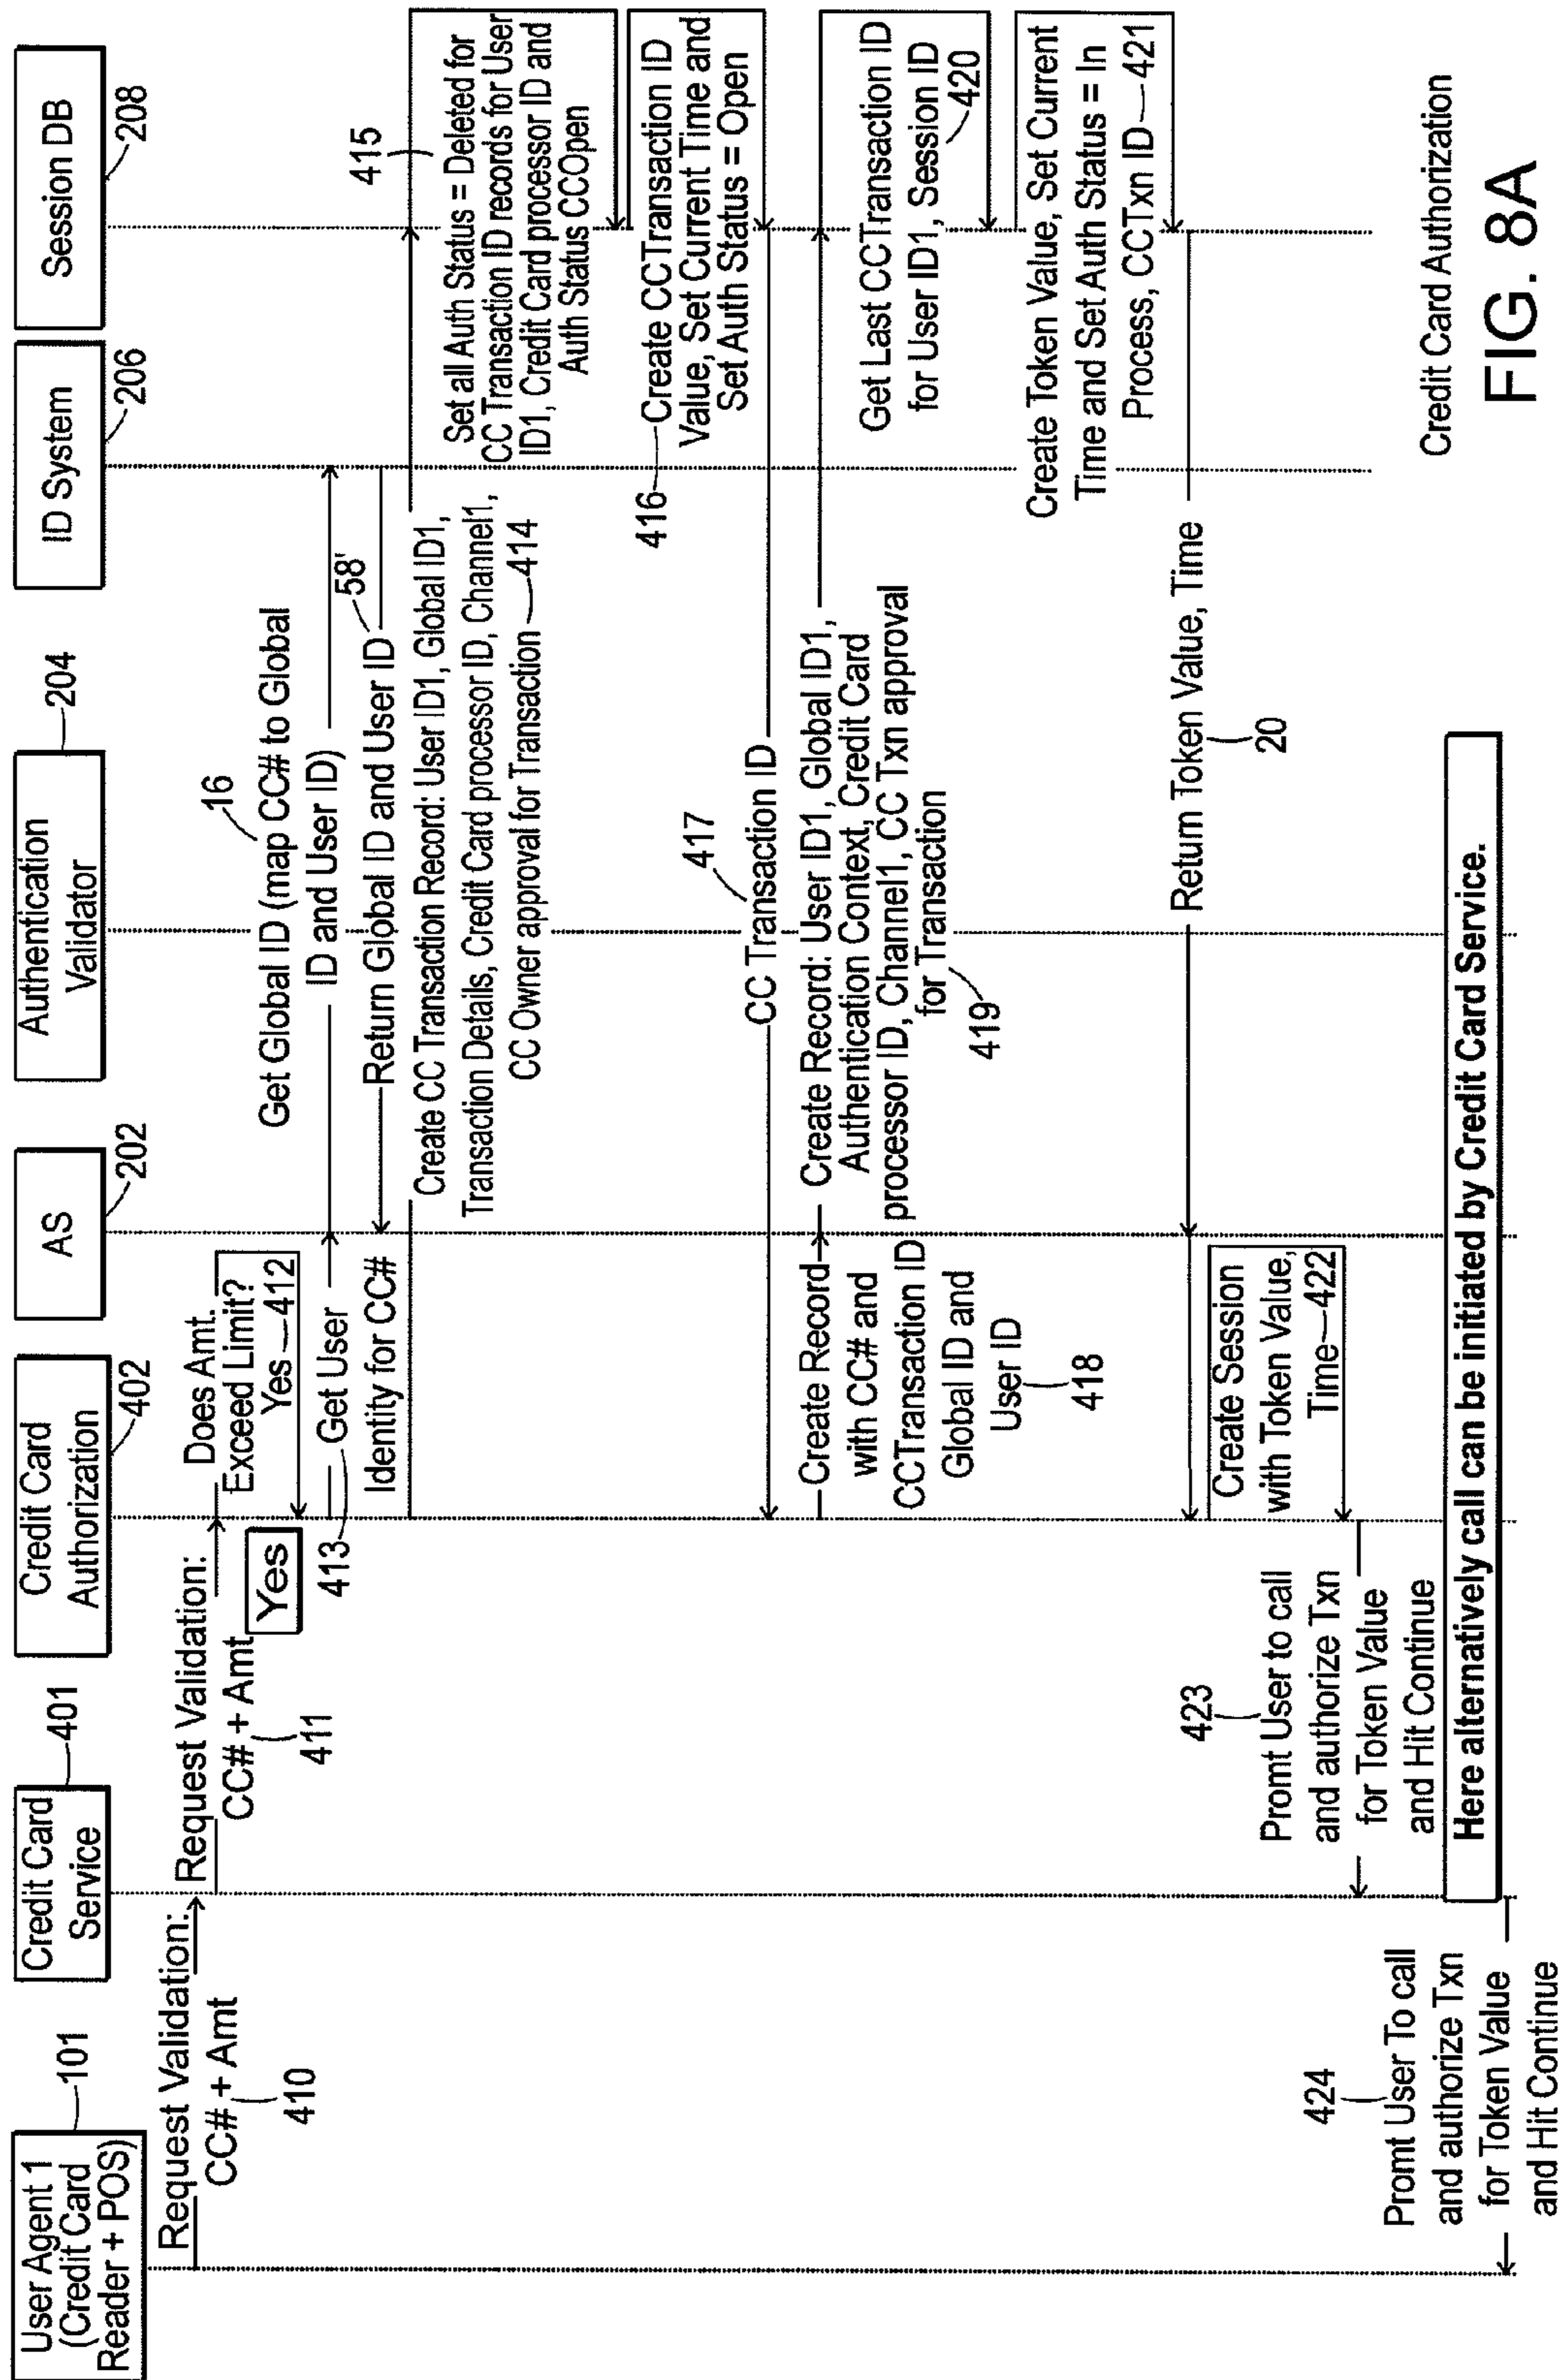 User Agent 1
(Credit Card
Reader + POS)
101
Credit Card
Service
401
Credit Card
Authorization
402
AS
202
Authentication
Validator
204
ID System
206
Session DB
208
Request Validation:
CC# + Amt
410
Request Validation:
CC# + Amt
411
Does Amt.
Exceed Limit?
Yes 412
Yes
413 Get User
Identity for CC#
16
Get Global ID (map CC# to Global
ID and User ID)
Return Global ID and User ID 58'
Create CC Transaction Record: User ID1, Global ID1,
Transaction Details, Credit Card processor ID, Channel1,
CC Owner approval for Transaction 414
415
Set all Auth Status = Deleted for
CC Transaction ID records for User
ID1, Credit Card processor ID and
Auth Status CCOpen
416 Create CCTransaction ID
Value, Set Current Time and
Set Auth Status = Open
417
CC Transaction ID
Create Record
with CC# and
CCTransaction ID
Global ID and
User ID
418
Create Record: User ID1, Global ID1,
Authentication Context, Credit Card
processor ID, Channel1, CC Txn approval
for Transaction
419
Get Last CCTransaction ID
for User ID1, Session ID
420
Create Token Value, Set Current
Time and Set Auth Status = In
Process, CCTxn ID 421
Return Token Value, Time
20
Create Session
with Token Value,
Time 422
423
Promt User to call
and authorize Txn
for Token Value
and Hit Continue
Here alternatively call can be initiated by Credit Card Service.
424
Promt User To call
and authorize Txn
for Token Value
and Hit Continue
Credit Card Authorization
FIG. 8A